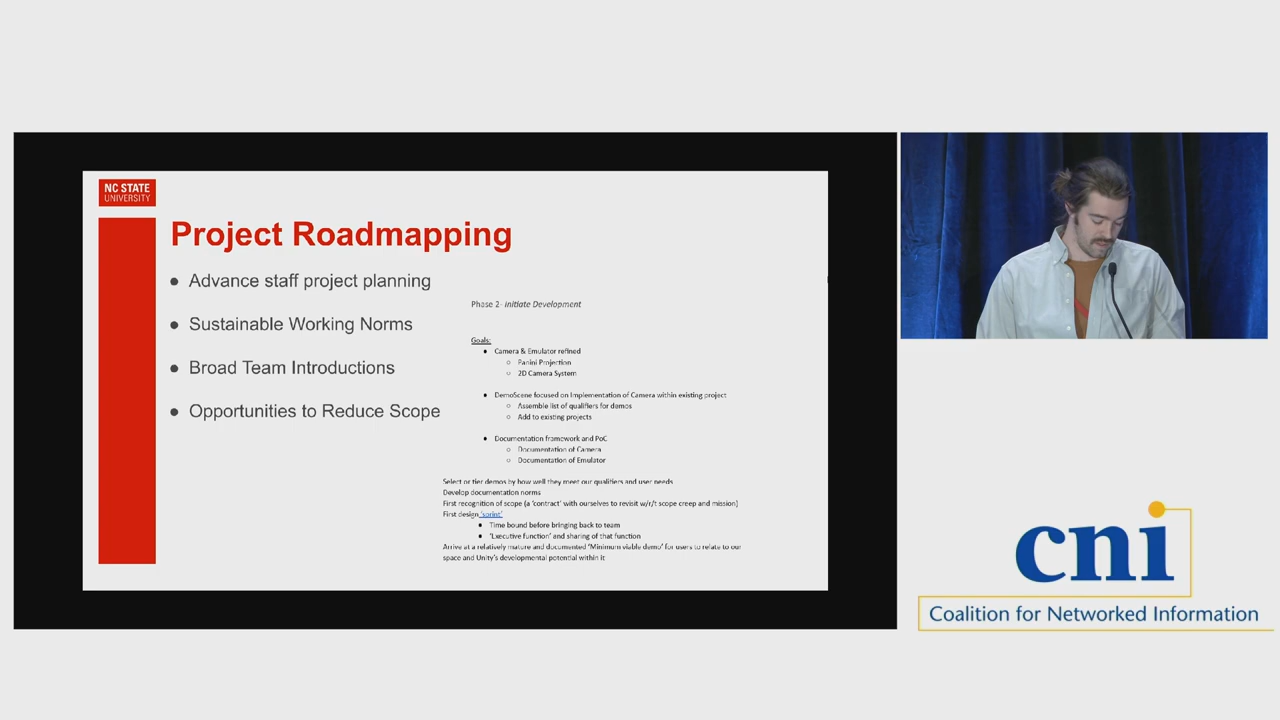 NC STATE
UNIVERSITY
Project Roadmapping
● Advance staff project planning
● Sustainable Working Norms
● Broad Team Introductions
● Opportunities to Reduce Scope
Phase 2- Initiate Development
Goals:
● Camera & Emulator refined
○ Panini Projection
○ 2D Camera System
● DemoScene focused on Implementation of Camera within existing project
○ Assemble list of qualifiers for demos
○ Add to existing projects
● Documentation framework and PoC
○ Documentation of Camera
○ Documentation of Emulator
Select or tier demos by how well they meet our qualifiers and user needs
Develop documentation norms
First recognition of scope (a 'contract' with ourselves to revisit w/r/t scope creep and mission)
First design 'sprint'
● Time bound before bringing back to team
● 'Executive function' and sharing of that function
Arrive at a relatively mature and documented 'Minimum viable demo' for users to relate to our
space and Unity's developmental potential within it
cni
Coalition for Networked Information